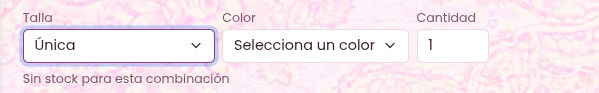 Talla Color Cantidad
Única Selecciona un color 1
Sin stock para esta combinación